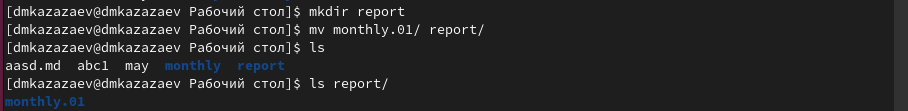 [dmkazazaev@dmkazazaev Рабочий стол]$ mkdir report
[dmkazazaev@dmkazazaev Рабочий стол]$ mv monthly.01/ report/
[dmkazazaev@dmkazazaev Рабочий стол]$ ls
aasd.md  abc1  may  monthly  report
[dmkazazaev@dmkazazaev Рабочий стол]$ ls report/
monthly.01